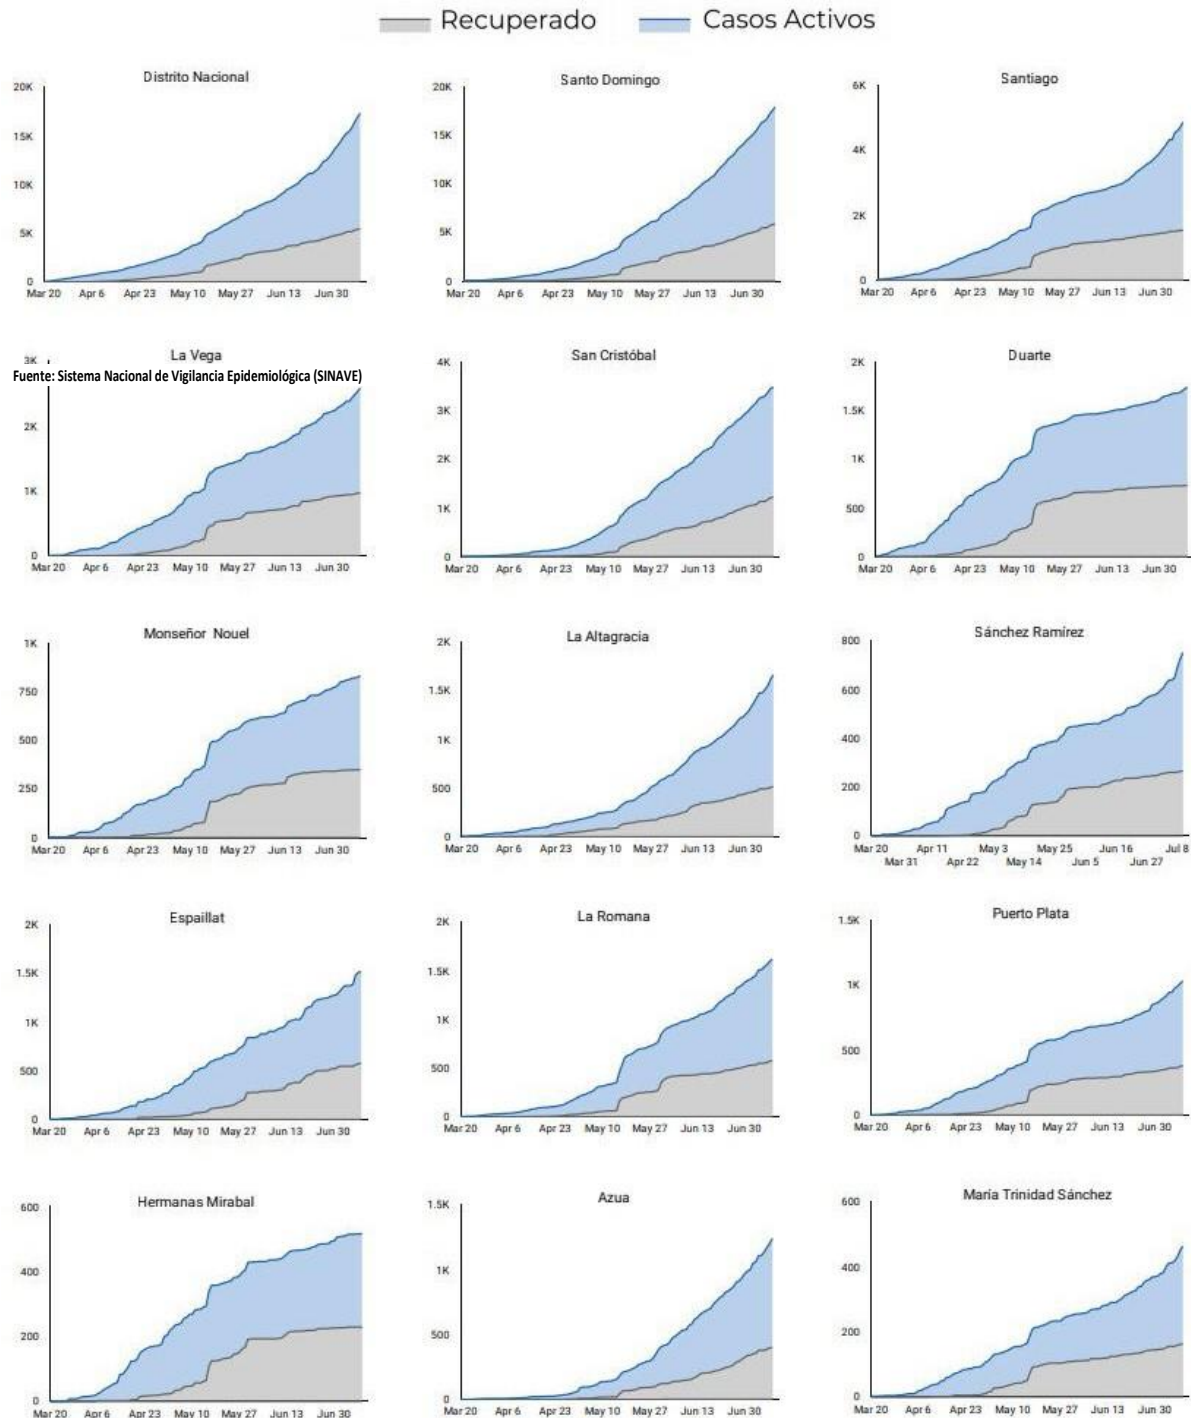 Recuperado Casos Activos
Distrito Nacional
20K
15K
10K
5K
0
Mar 20 Apr 6 Apr 23 May 10 May 27 Jun 13 Jun 30
Santo Domingo
20K
15K
10K
5K
0
Mar 20 Apr 6 Apr 23 May 10 May 27 Jun 13 Jun 30
Santiago
6K
4K
2K
0
Mar 20 Apr 6 Apr 23 May 10 May 27 Jun 13 Jun 30
La Vega
3K
Fuente: Sistema Nacional de Vigilancia Epidemiológica (SINAVE)
2K
1K
0
Mar 20 Apr 6 Apr 23 May 10 May 27 Jun 13 Jun 30
San Cristóbal
4K
3K
2K
1K
0
Mar 20 Apr 6 Apr 23 May 10 May 27 Jun 13 Jun 30
Duarte
2K
1.5K
1K
500
0
Mar 20 Apr 6 Apr 23 May 10 May 27 Jun 13 Jun 30
Monseñor Nouel
1K
750
500
250
0
Mar 20 Apr 6 Apr 23 May 10 May 27 Jun 13 Jun 30
La Altagracia
2K
1.5K
1K
500
0
Mar 20 Apr 6 Apr 23 May 10 May 27 Jun 13 Jun 30
Sánchez Ramírez
800
600
400
200
0
Mar 20 Apr 11 May 3 May 25 Jun 16 Jul 8
Mar 31 Apr 22 May 14 Jun 5 Jun 27
Espaillat
2K
1.5K
1K
500
0
Mar 20 Apr 6 Apr 23 May 10 May 27 Jun 13 Jun 30
La Romana
2K
1.5K
1K
500
0
Mar 20 Apr 6 Apr 23 May 10 May 27 Jun 13 Jun 30
Puerto Plata
1.5K
1K
500
0
Mar 20 Apr 6 Apr 23 May 10 May 27 Jun 13 Jun 30
Hermanas Mirabal
600
400
200
0
Mar 20 Apr 6 Apr 23 May 10 May 27 Jun 13 Jun 30
Azua
1.5K
1K
500
0
Mar 20 Apr 6 Apr 23 May 10 May 27 Jun 13 Jun 30
María Trinidad Sánchez
600
400
200
0
Mar 20 Apr 6 Apr 23 May 10 May 27 Jun 13 Jun 30